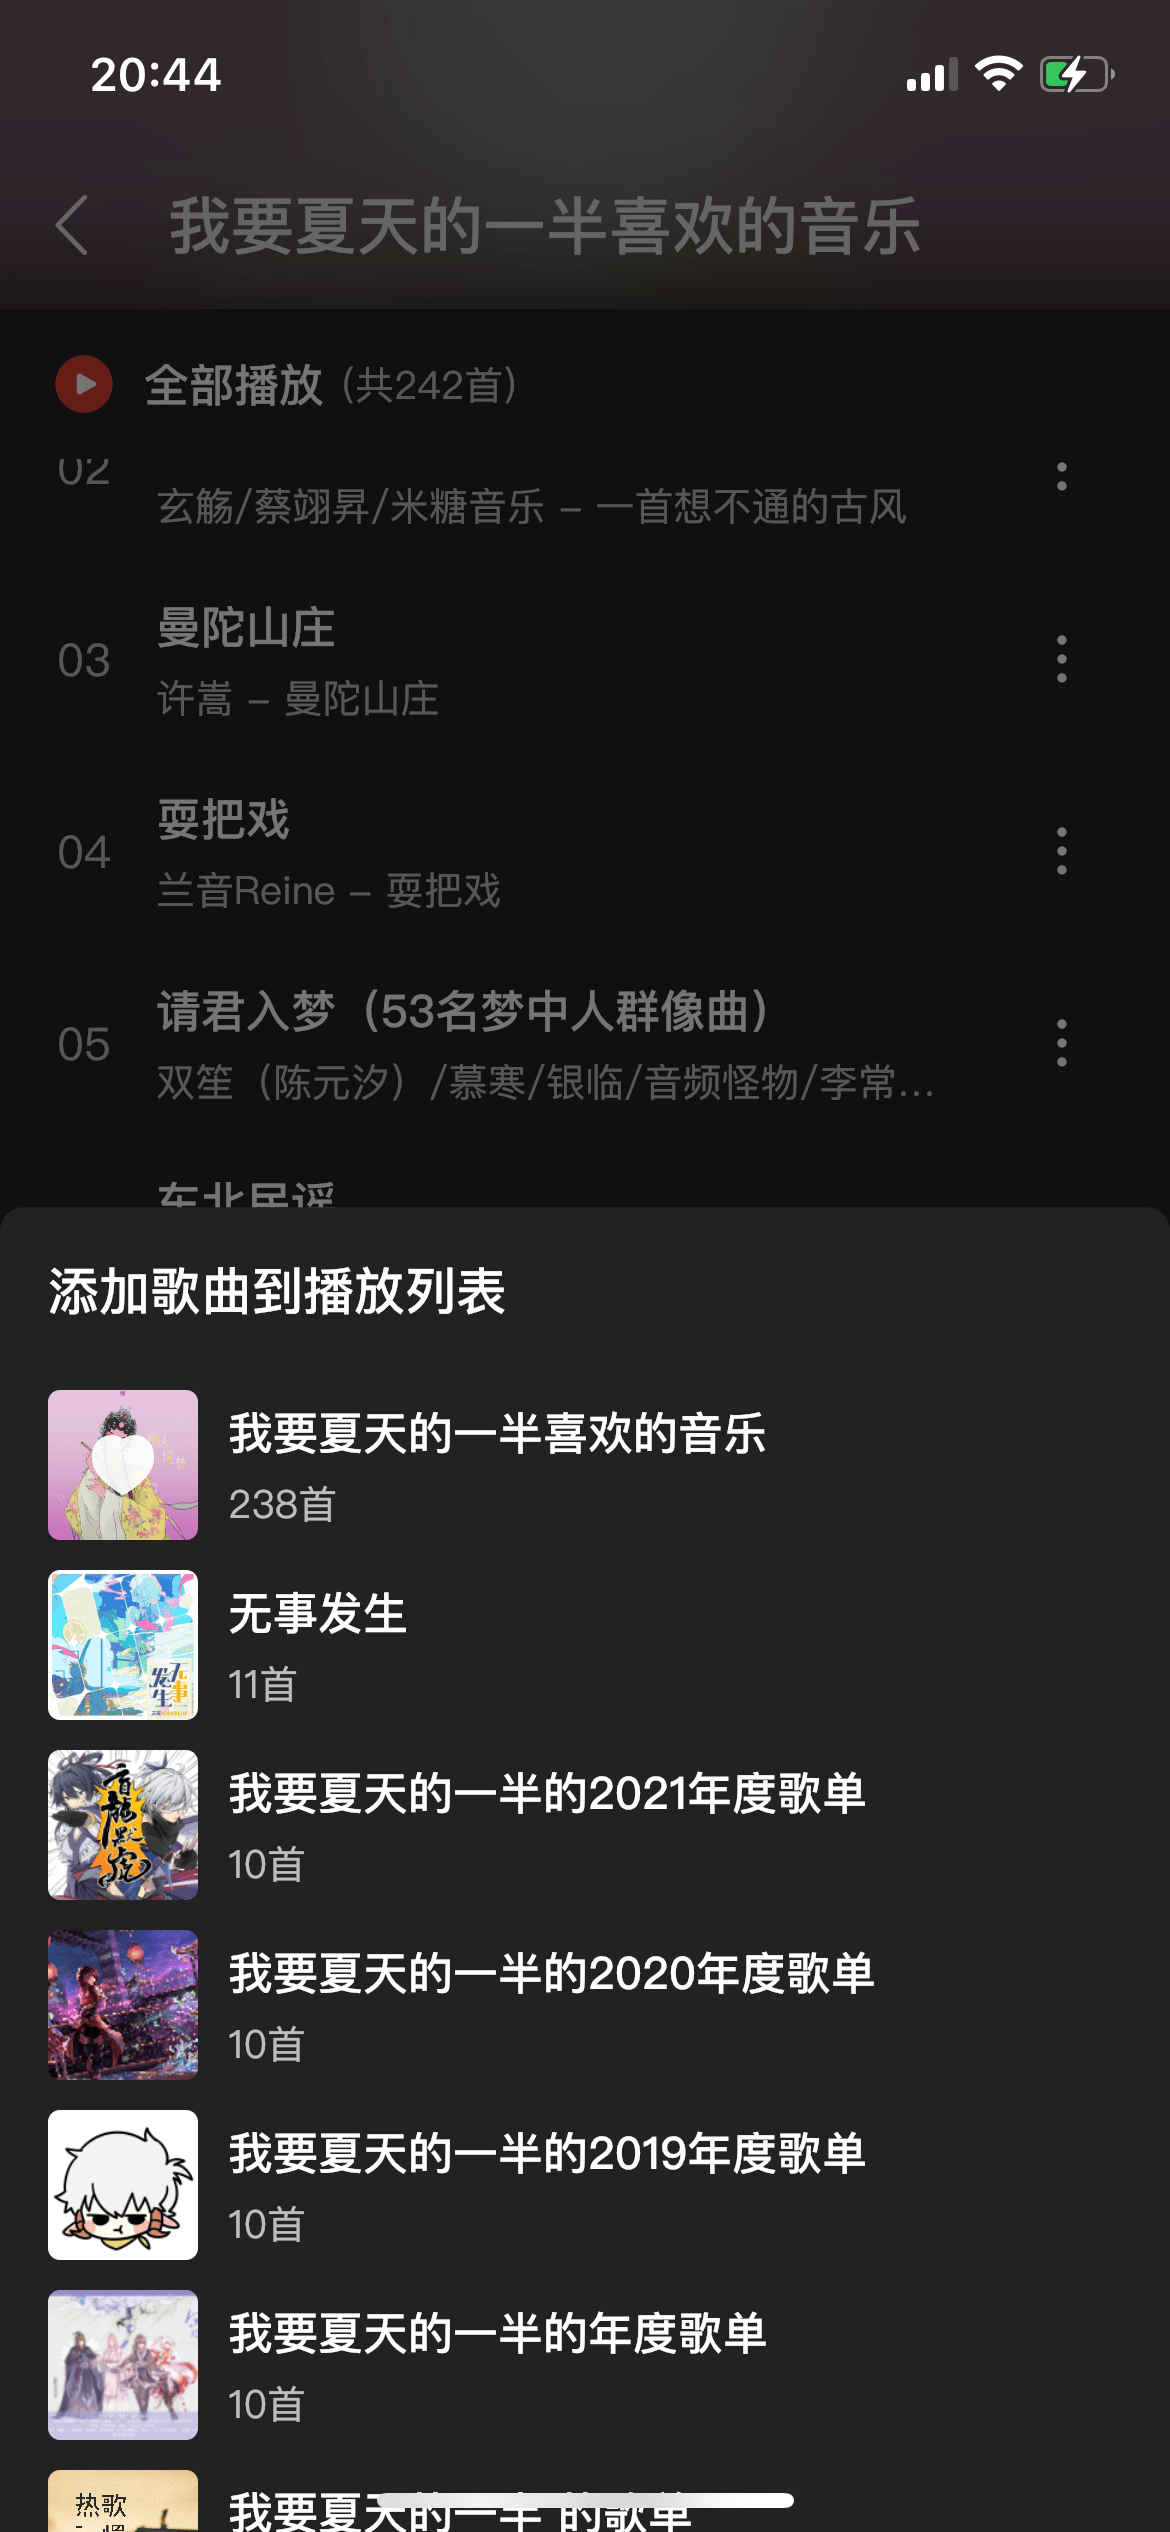 20:44
我要夏天的一半喜欢的音乐
全部播放 (共242首)
02
玄觞/蔡翊昇/米糖音乐 - 一首想不通的古风
03
曼陀山庄
许嵩 - 曼陀山庄
04
耍把戏
兰音Reine - 耍把戏
05
请君入梦（53名梦中人群像曲）
双笙（陈元汐）/慕寒/银临/音频怪物/李常...
东北民谣
添加歌曲到播放列表
我要夏天的一半喜欢的音乐
238首
无事发生
11首
无事
发生
我要夏天的一半的2021年度歌单
10首
我要夏天的一半的2020年度歌单
10首
我要夏天的一半的2019年度歌单
10首
我要夏天的一半的年度歌单
10首
热歌
我要夏天的一半 的歌单